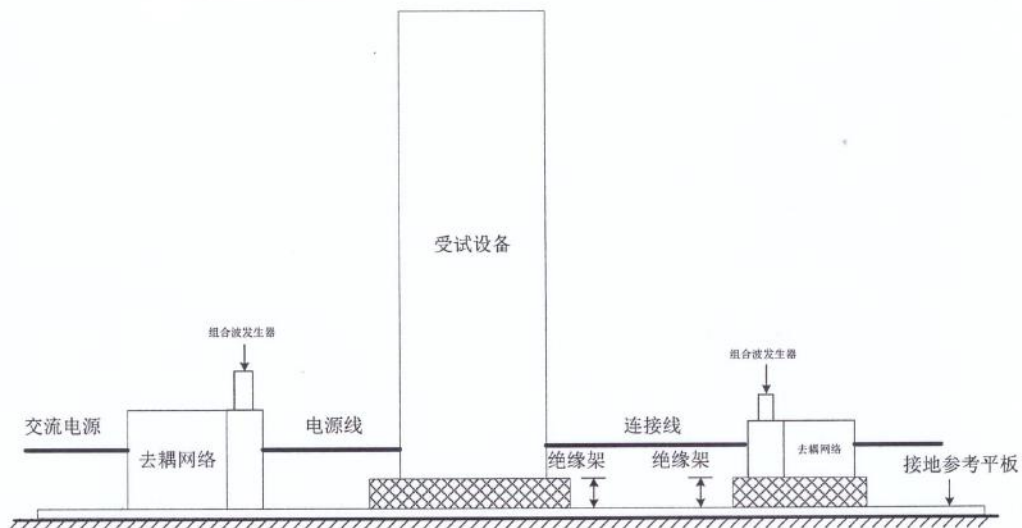 受试设备
组合波发生器
组合波发生器
交流电源
电源线
连接线
去耦网络
去耦网络
绝缘架
绝缘架
接地参考平板